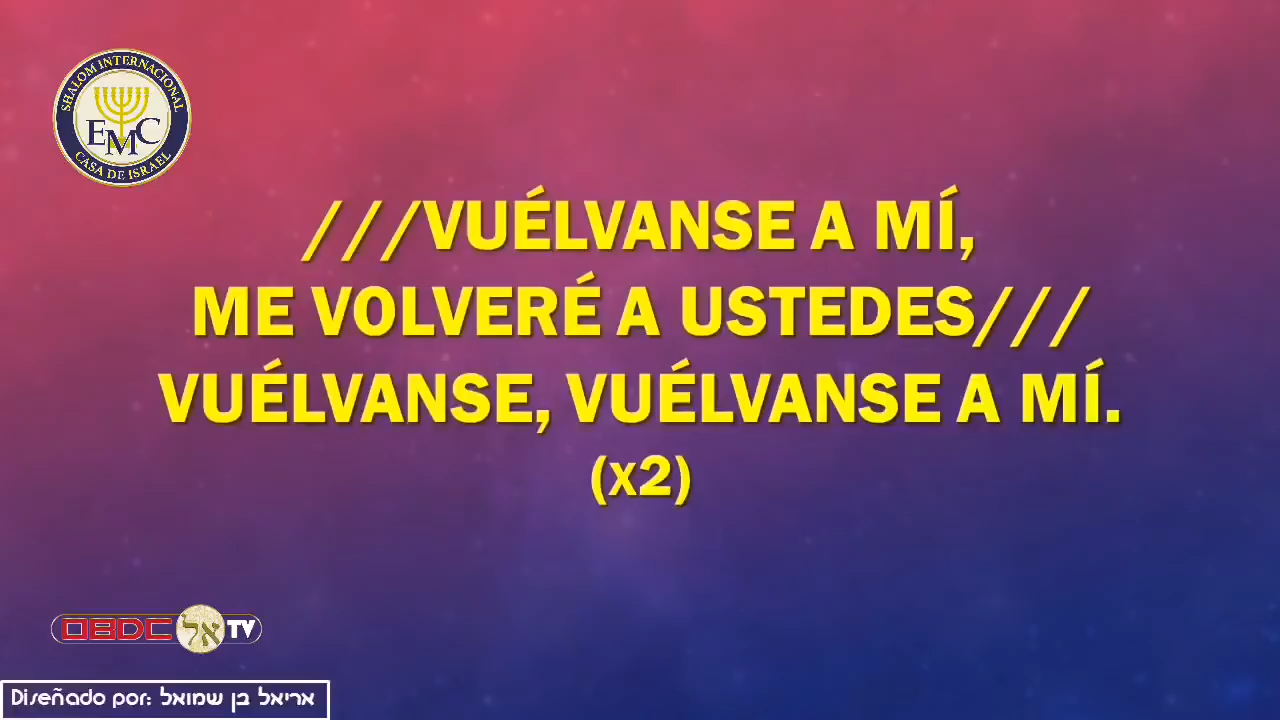 SHALOM INTERNACIONAL
EMC
CASA DE ISRAEL
///VUÉLVANSE A MÍ,
ME VOLVERÉ A USTEDES///
VUÉLVANSE, VUÉLVANSE A MÍ.
(X2)
OBDC אל TV
Diseñado por: אריאל בן שמואל